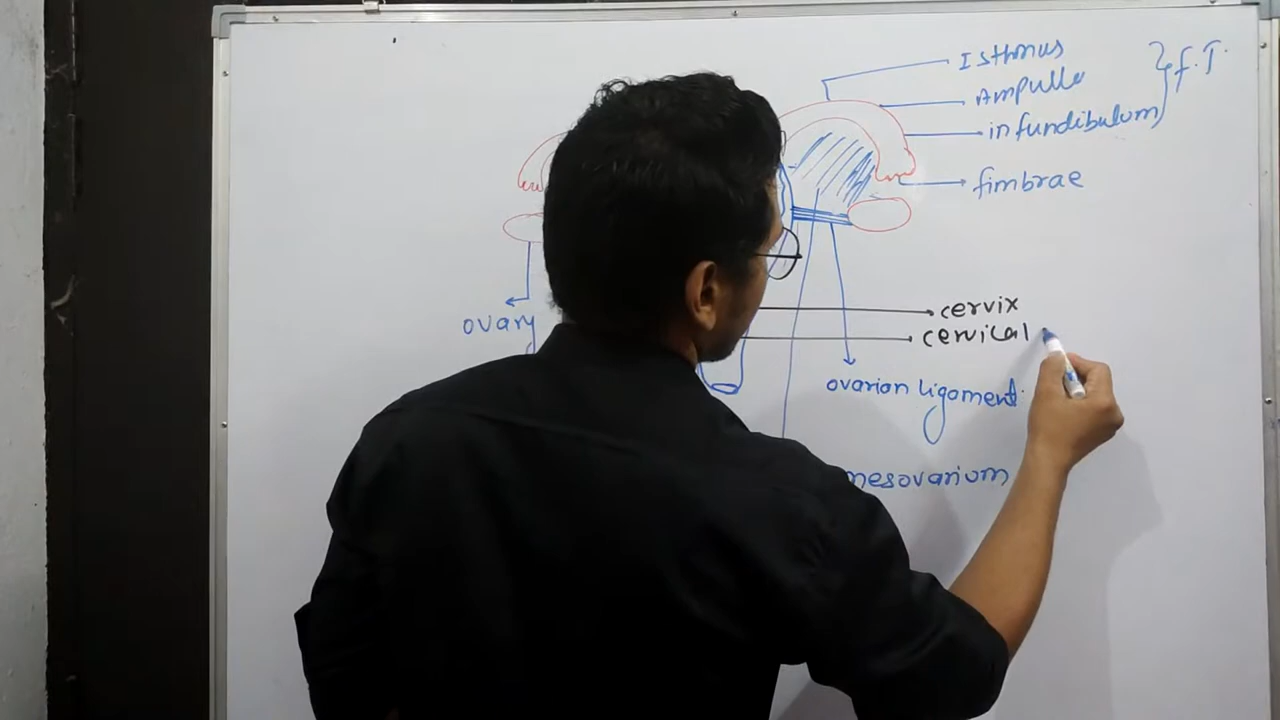 Isthmus
Ampulla
infundibulum
f.T.
fimbrae
ovary
cervix
cervical
ovarian ligament.
mesovarium